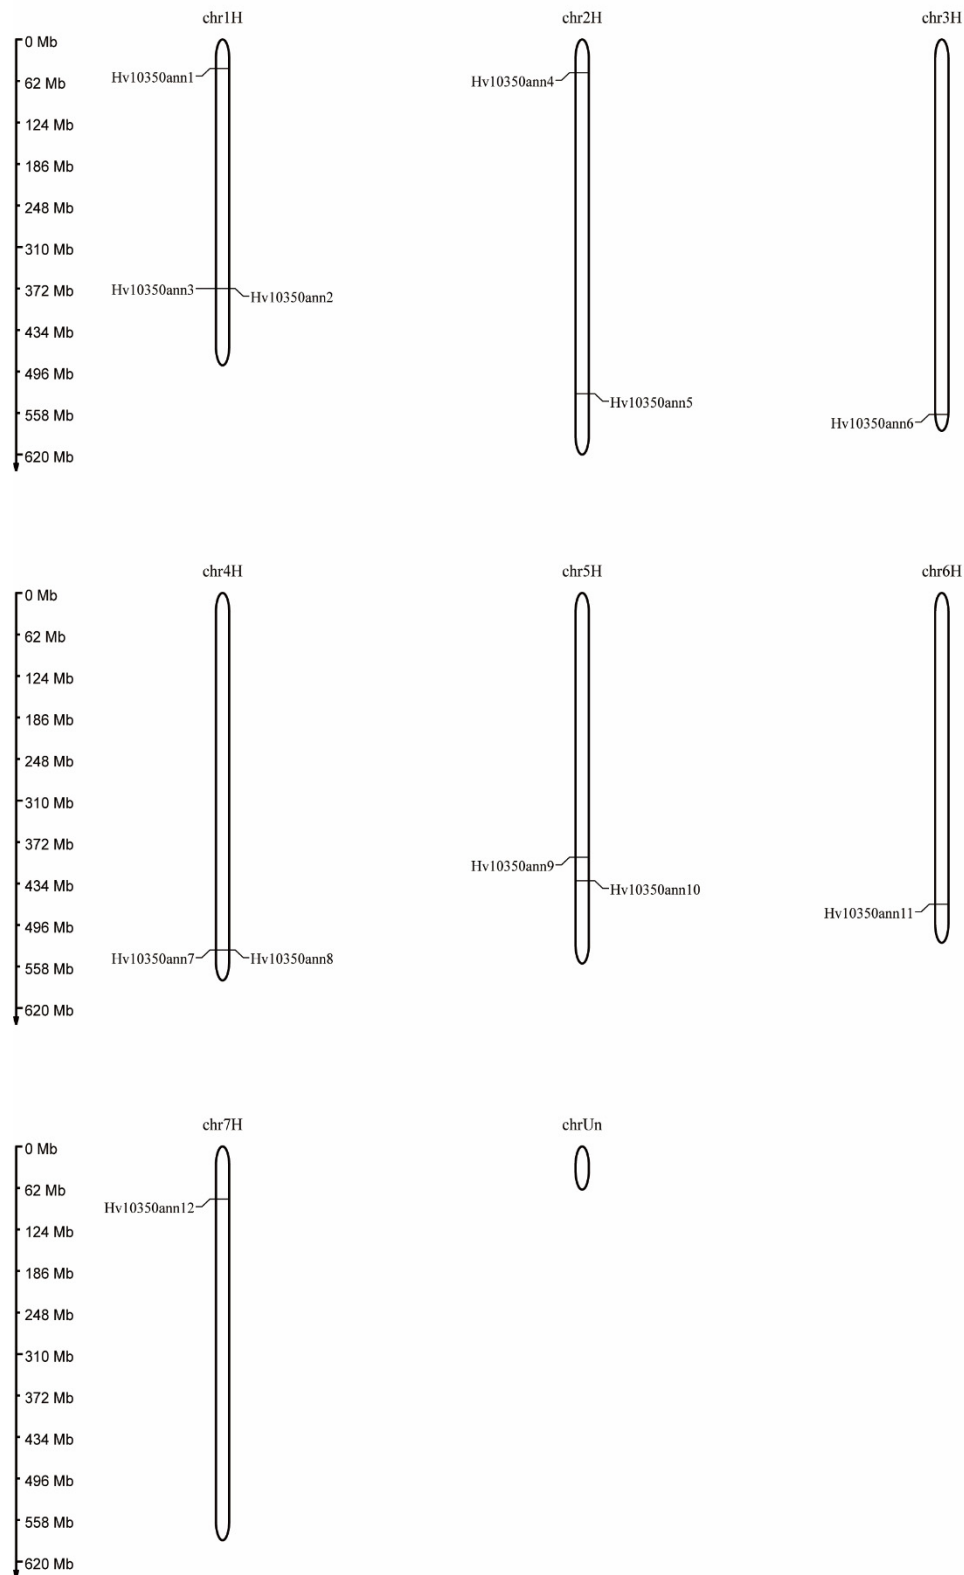 chr1H
chr2H
chr3H
0 Mb
62 Mb
124 Mb
186 Mb
248 Mb
310 Mb
372 Mb
434 Mb
496 Mb
558 Mb
620 Mb
Hv10350ann1
Hv10350ann3
Hv10350ann2
Hv10350ann4
Hv10350ann5
Hv10350ann6
chr4H
chr5H
chr6H
0 Mb
62 Mb
124 Mb
186 Mb
248 Mb
310 Mb
372 Mb
434 Mb
496 Mb
558 Mb
620 Mb
Hv10350ann7
Hv10350ann8
Hv10350ann9
Hv10350ann10
Hv10350ann11
chr7H
chrUn
0 Mb
62 Mb
124 Mb
186 Mb
248 Mb
310 Mb
372 Mb
434 Mb
496 Mb
558 Mb
620 Mb
Hv10350ann12